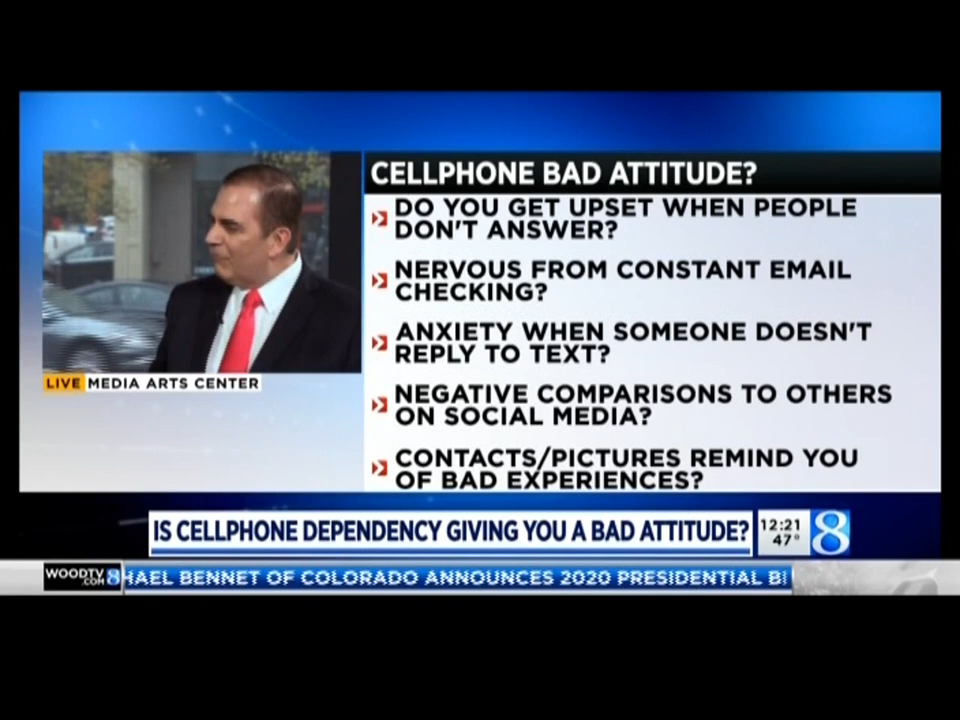 CELLPHONE BAD ATTITUDE?
DO YOU GET UPSET WHEN PEOPLE
DON'T ANSWER?
NERVOUS FROM CONSTANT EMAIL
CHECKING?
ANXIETY WHEN SOMEONE DOESN'T
REPLY TO TEXT?
NEGATIVE COMPARISONS TO OTHERS
ON SOCIAL MEDIA?
CONTACTS/PICTURES REMIND YOU
OF BAD EXPERIENCES?
LIVE MEDIA ARTS CENTER
IS CELLPHONE DEPENDENCY GIVING YOU A BAD ATTITUDE?
12:21
47°
8
WOODTV
.COM 8
HAEL BENNET OF COLORADO ANNOUNCES 2020 PRESIDENTIAL B